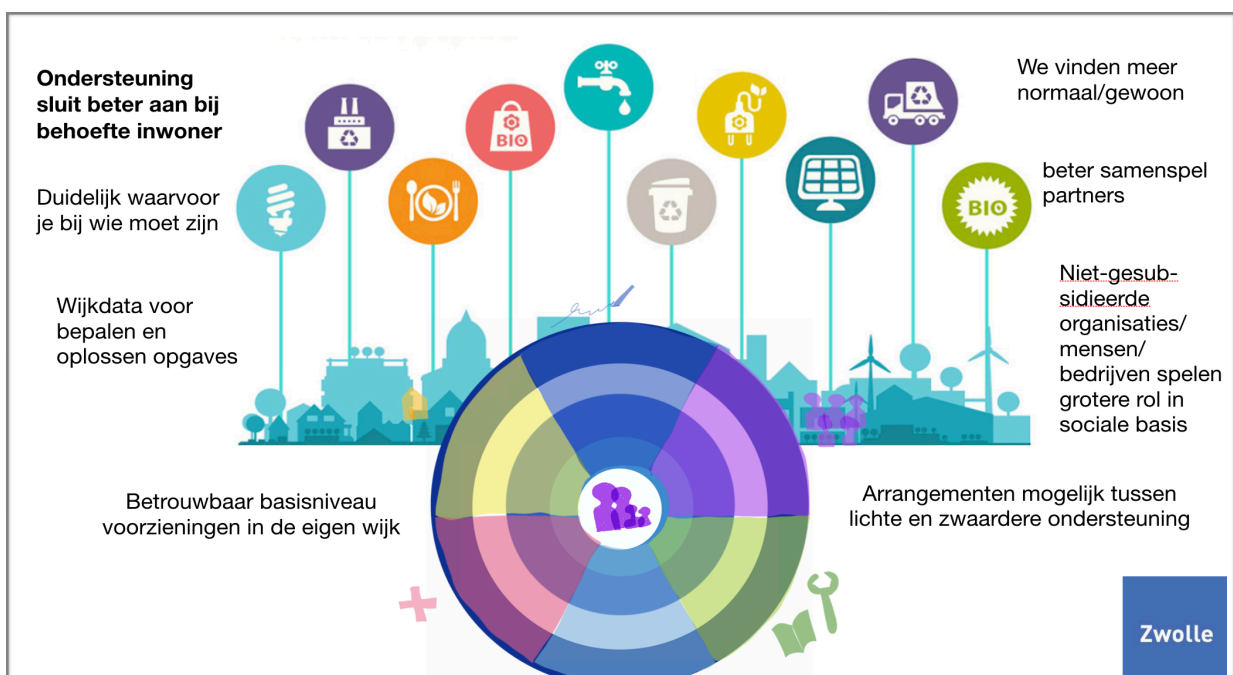 Ondersteuning
sluit beter aan bij
behoefte inwoner
We vinden meer
normaal/gewoon
BIO
beter samenspel
partners
BIO
Duidelijk waarvoor
je bij wie moet zijn
Wijkdata voor
bepalen en
oplossen opgaves
Niet-gesub-
sidieerde
organisaties/
mensen/
bedrijven spelen
grotere rol in
sociale basis
Betrouwbaar basisniveau
voorzieningen in de eigen wijk
Arrangementen mogelijk tussen
lichte en zwaardere ondersteuning
Zwolle